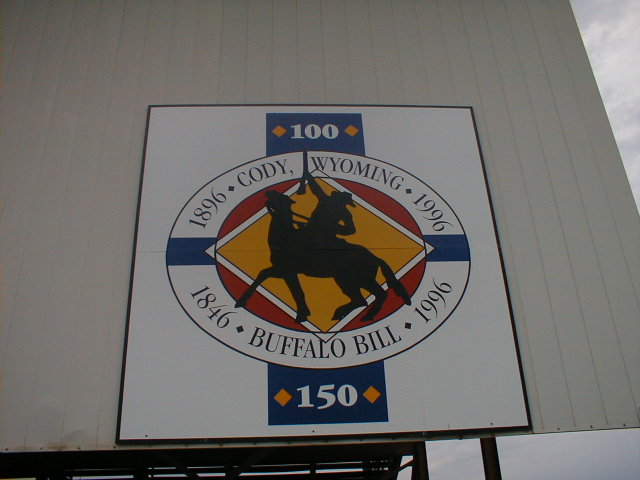 100
1896 • CODY, WYOMING • 1996
1846 • BUFFALO BILL • 1996
150